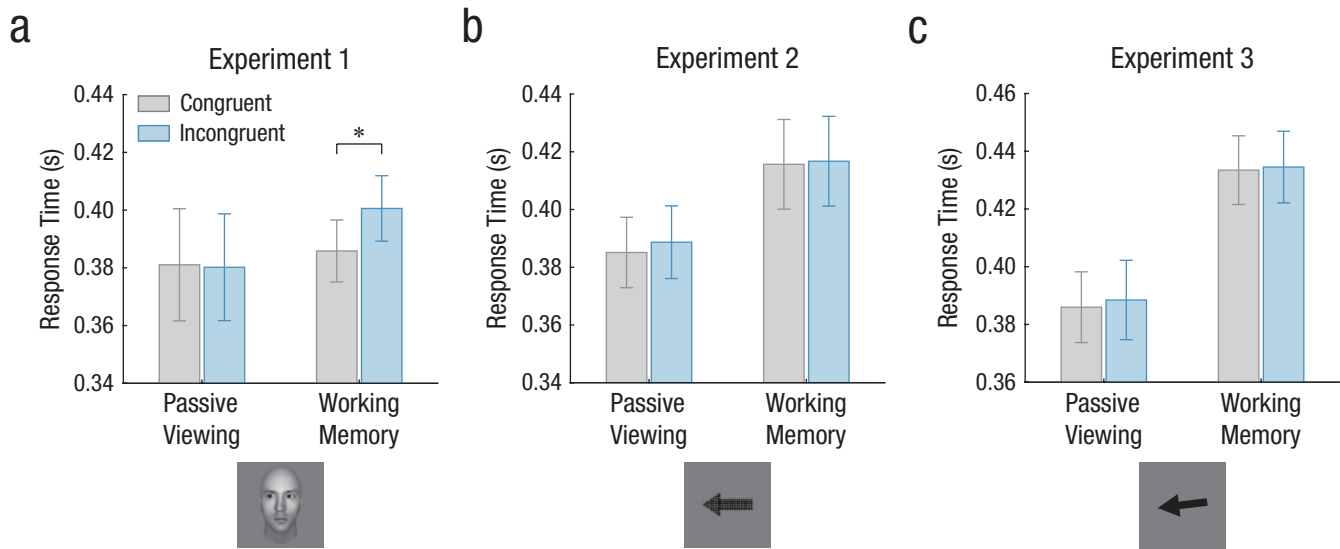 a
Experiment 1
0.44
0.42
0.40
0.38
0.36
0.34
Response Time (s)
Congruent
Incongruent
*
Passive
Viewing
Working
Memory
b
Experiment 2
0.44
0.42
0.40
0.38
0.36
0.34
Response Time (s)
Passive
Viewing
Working
Memory
c
Experiment 3
0.46
0.44
0.42
0.40
0.38
0.36
Response Time (s)
Passive
Viewing
Working
Memory